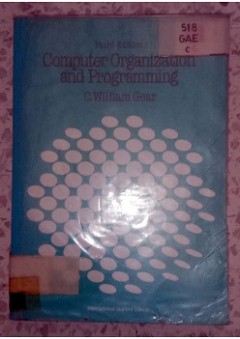 518
GAE
c
Third Edition
Computer Organization
and Programming
C. William Gear